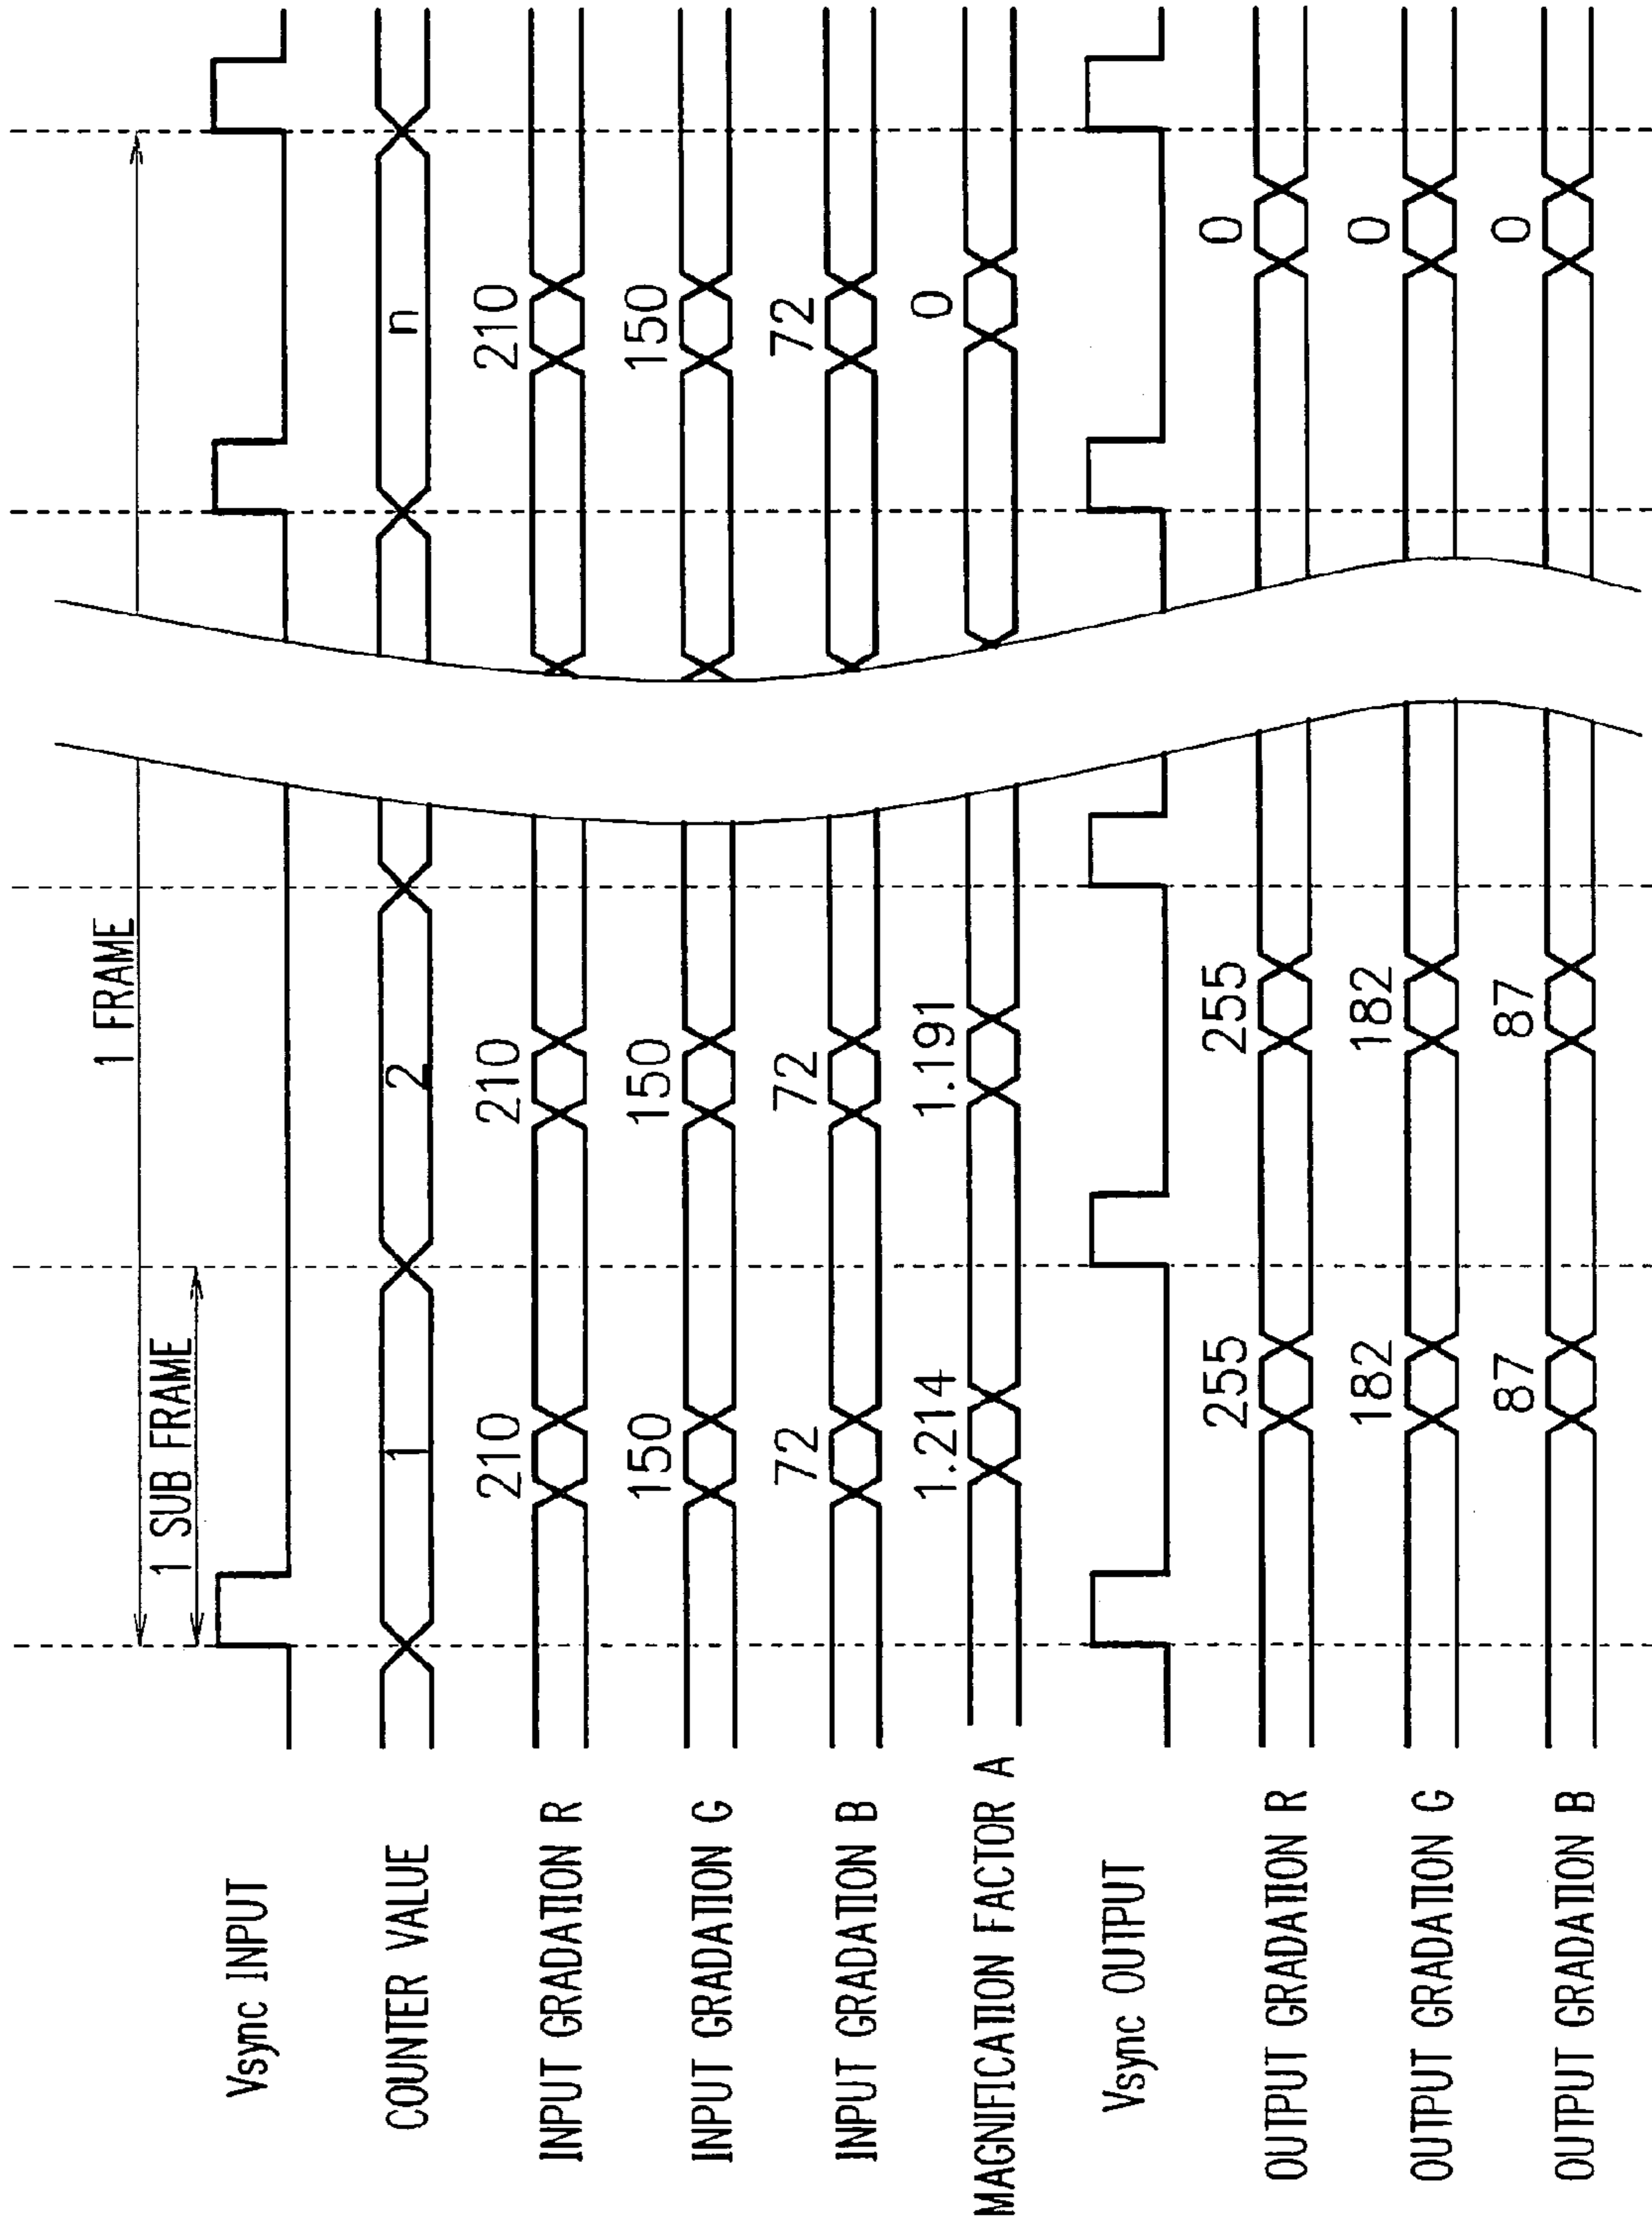 1 FRAME
1 SUB FRAME
Vsync INPUT
COUNTER VALUE 1 2 n
INPUT GRADATION R 210 210 210
INPUT GRADATION G 150 150 150
INPUT GRADATION B 72 72 72
MAGNIFICATION FACTOR A 1.214 1.191 0
Vsync OUTPUT
OUTPUT GRADATION R 255 255 0
OUTPUT GRADATION G 182 182 0
OUTPUT GRADATION B 87 87 0